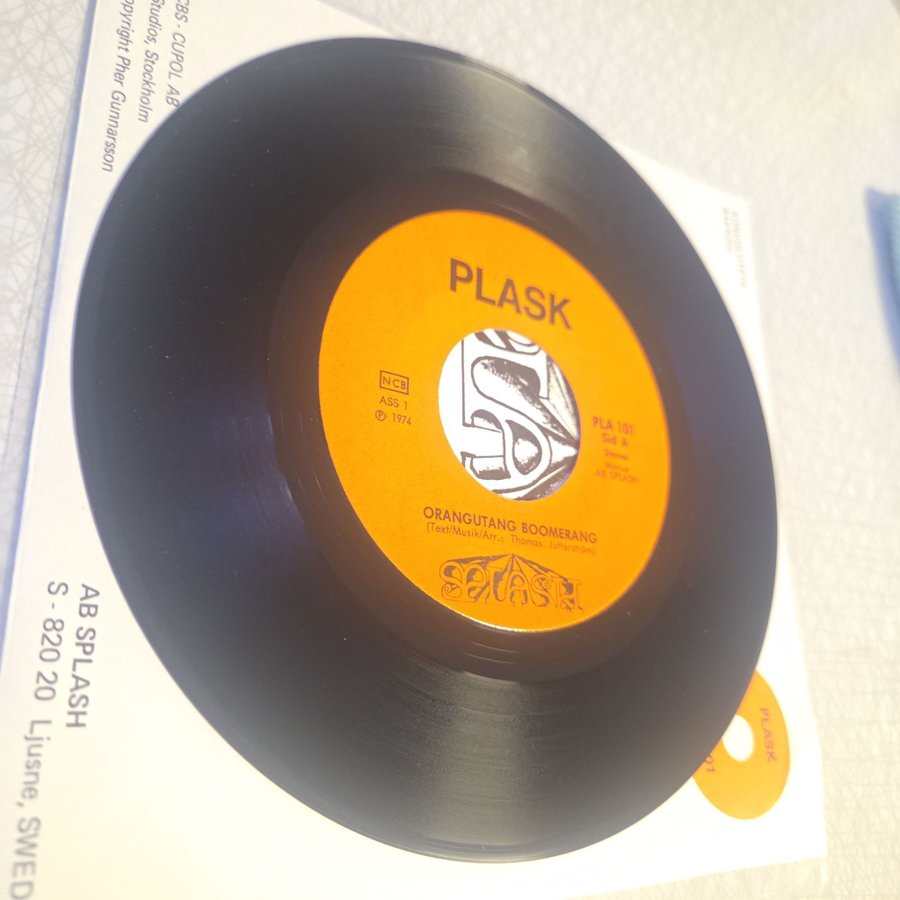 CBS - CUPOL AB
Studios, Stockholm
opyright Pher Gunnarsson
PLASK
NCB
ASS 1
Ⓟ 1974
PLA 101
Sid A
Stereo
AB SPLASH
ORANGUTANG BOOMERANG
(Text/Musik/Arr.: Thomas Jutterström)
SPLASH
AB SPLASH
S - 820 20 Ljusne, SWED
PLASK